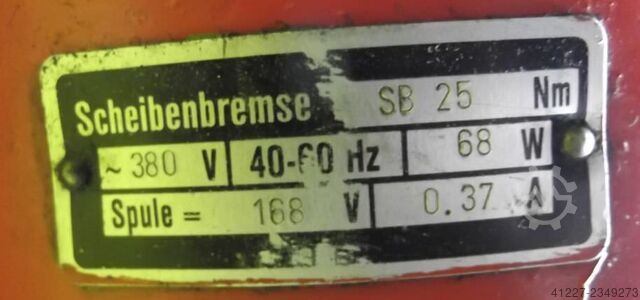 Scheibenbremse SB 25 Nm
~ 380 V 40-60 Hz 68 W
Spule = 168 V 0.37 A
41227-2349273